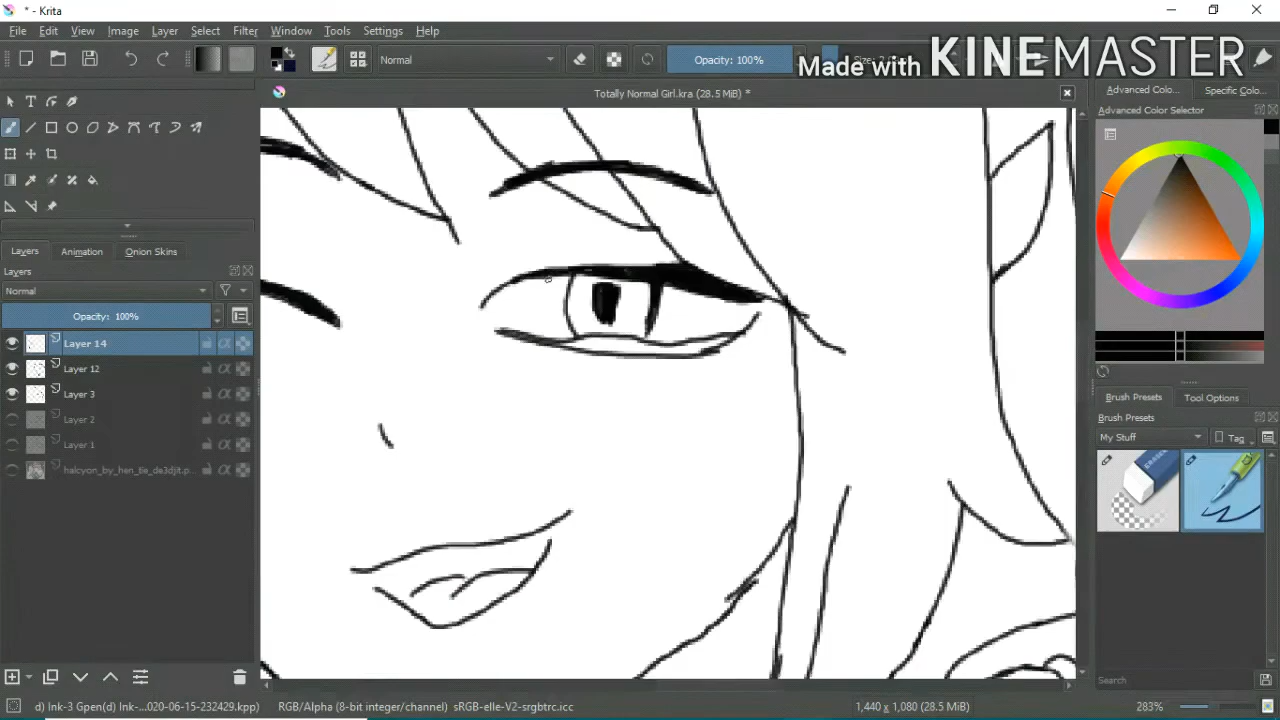 * - Krita
File Edit View Image Layer Select Filter Window Tools Settings Help
Normal Opacity: 100%
Made with KINEMASTER
Totally Normal Girl.kra (28.5 MiB) *
Advanced Colo... Specific Colo...
Advanced Color Selector
Layers Animation Onion Skins
Layers
Normal
Opacity: 100%
Layer 14
Layer 12
Layer 3
Layer 2
Layer 1
halcyon_by_hen_tie_de3djit.p...
Brush Presets Tool Options
Brush Presets
My Stuff Tag
Search
d) Ink-3 Gpen(d) Ink-...020-06-15-232429.kpp) RGB/Alpha (8-bit integer/channel) sRGB-elle-V2-srgbtrc.icc 1,440 x 1,080 (28.5 MiB) 283%